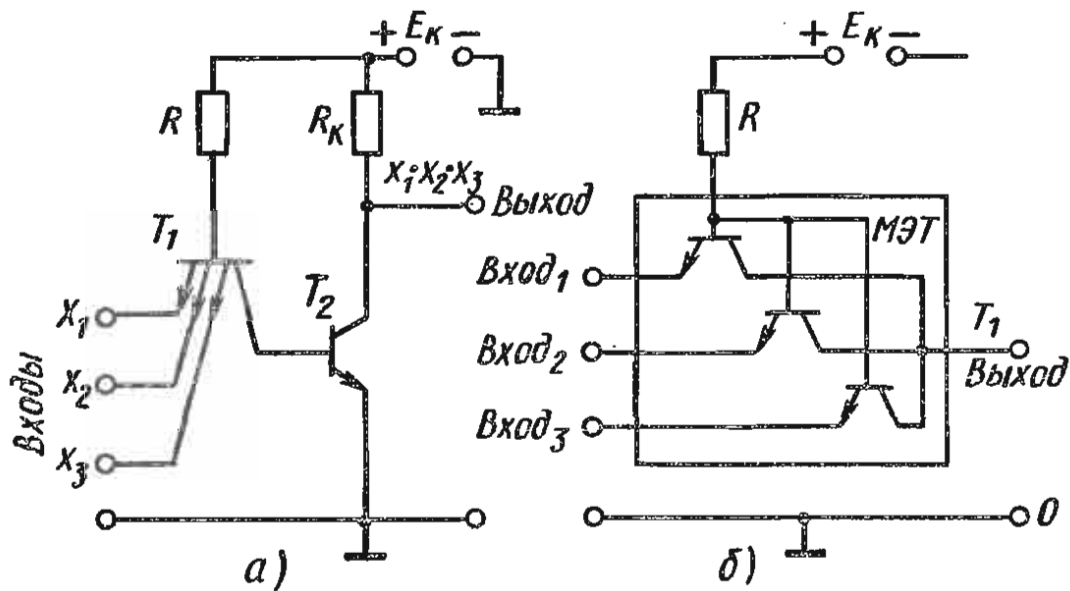 + Eк −
R
Rк
X₁·X₂·X₃
Выход
T₁
T₂
X₁
X₂
X₃
Входы
а)
+ Eк −
R
МЭТ
Вход₁
Вход₂
Вход₃
T₁
Выход
0
б)